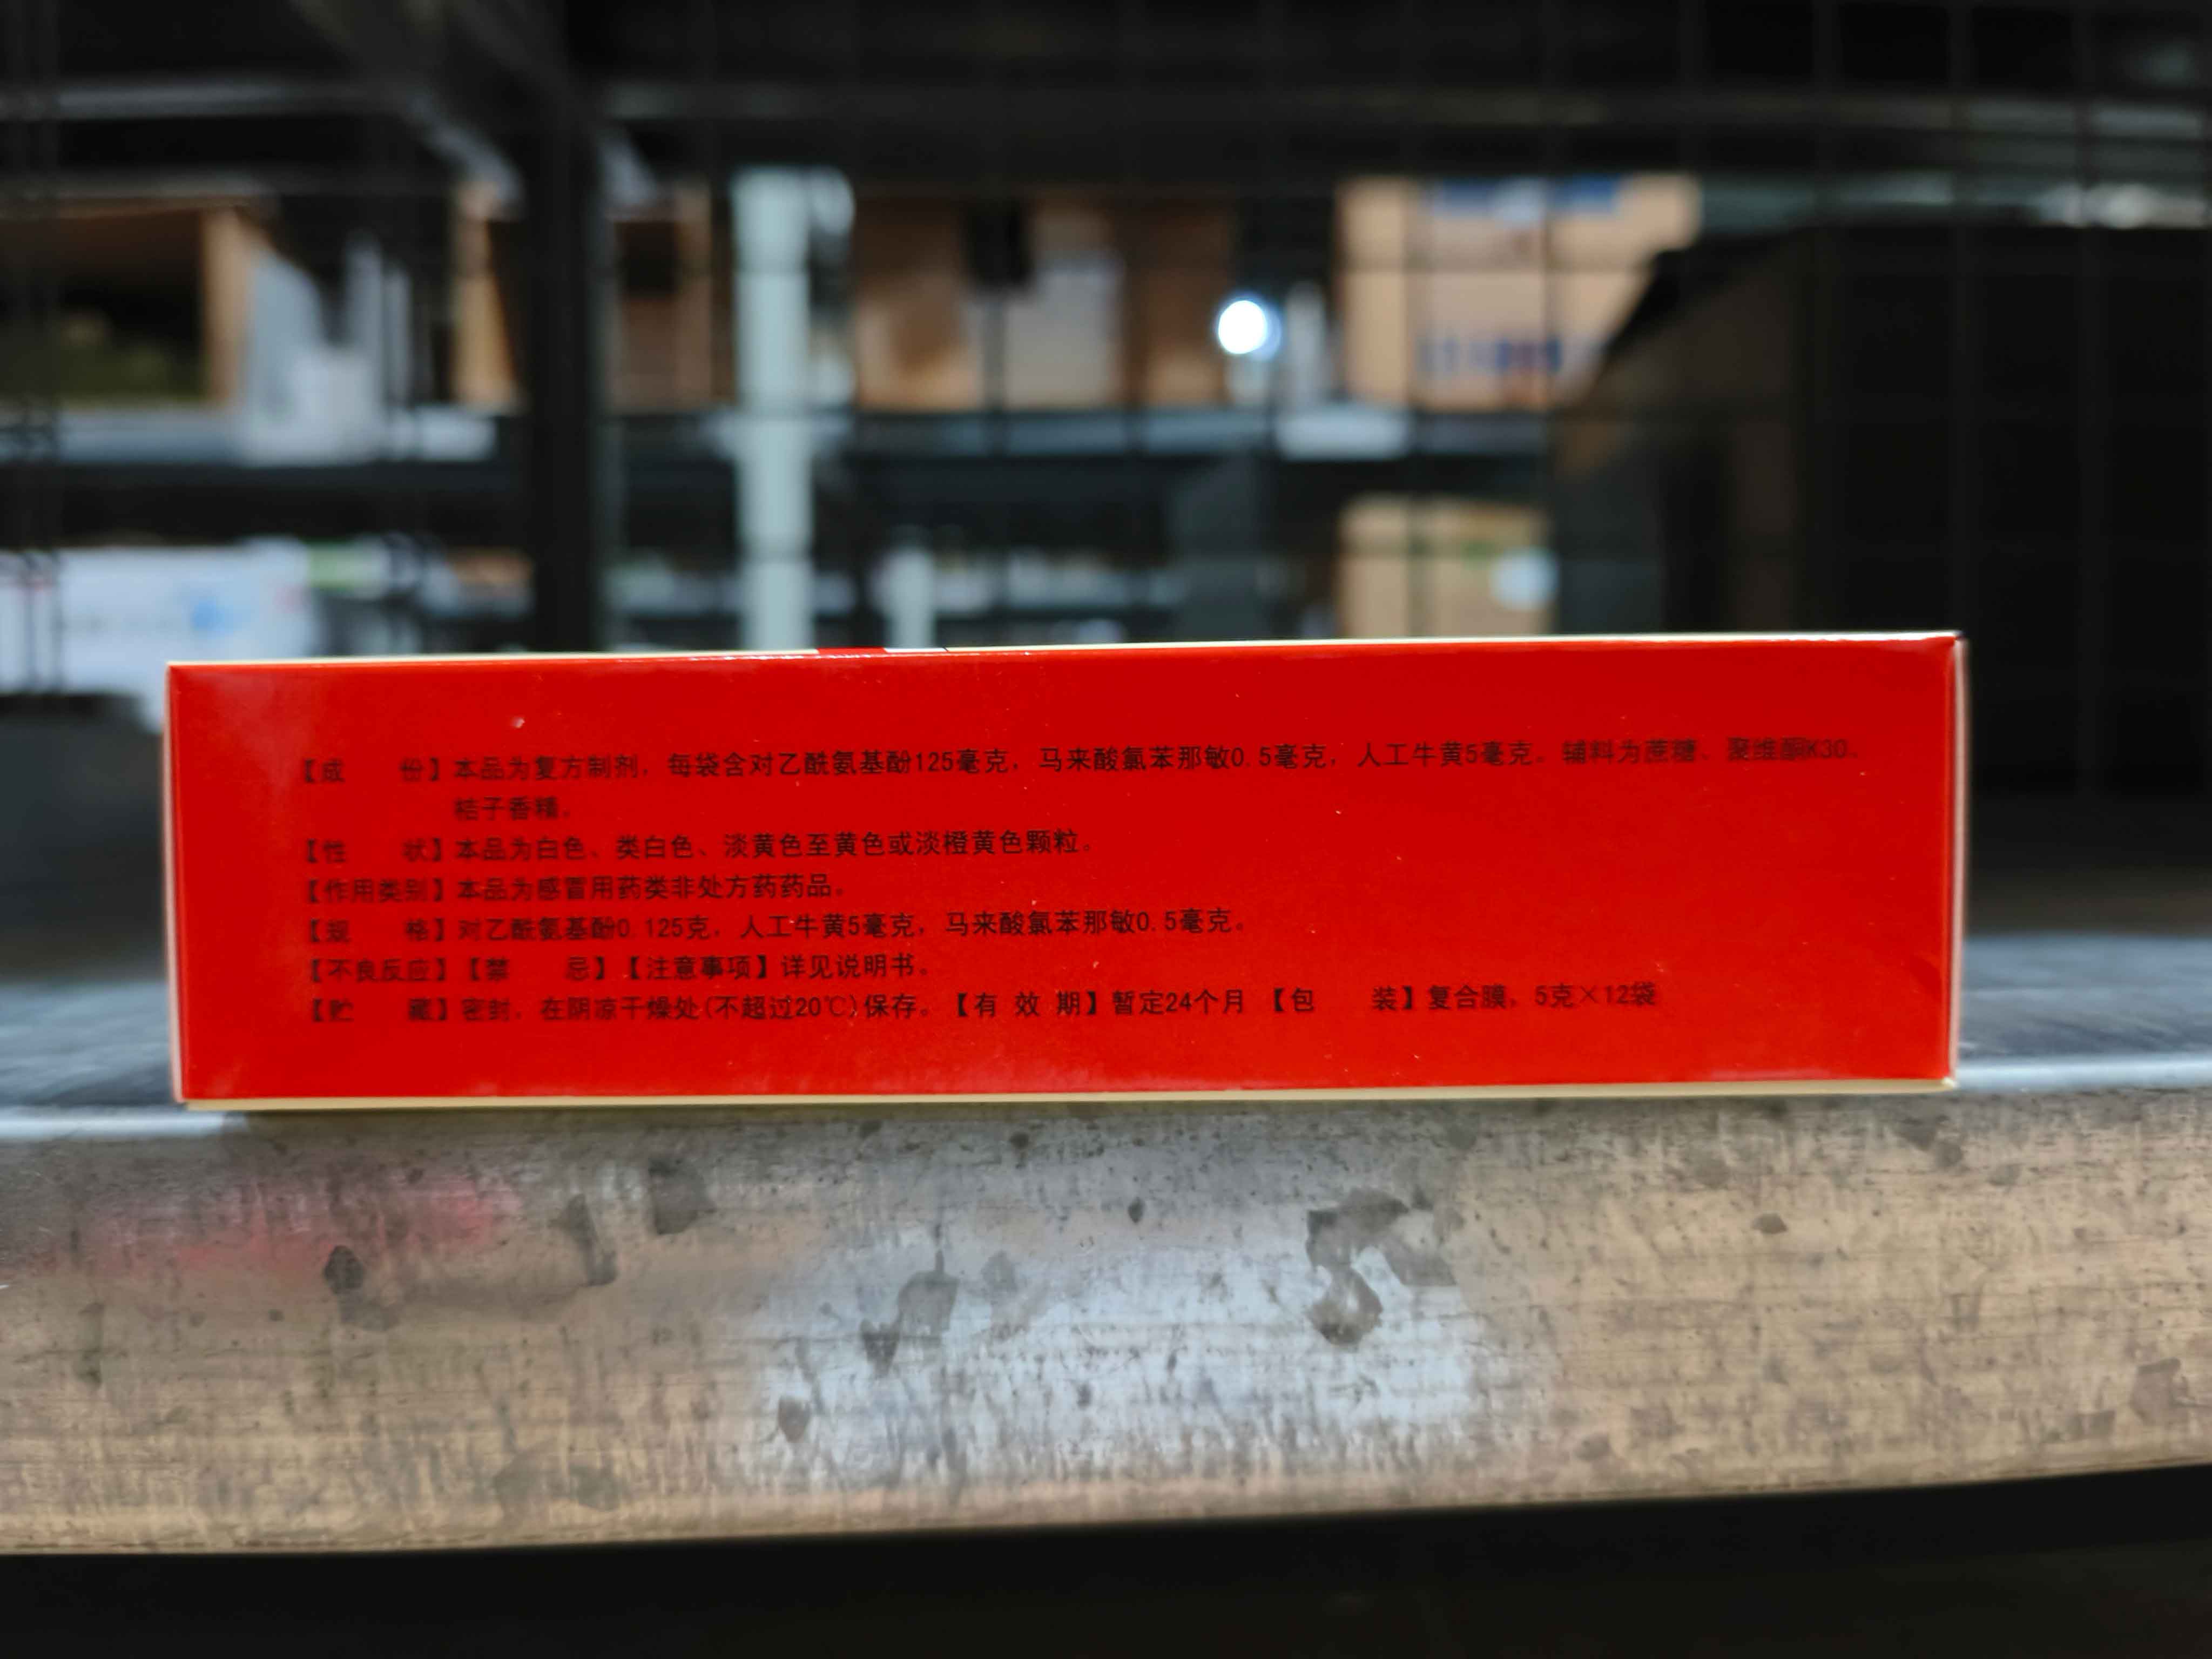 【成　　份】本品为复方制剂，每袋含对乙酰氨基酚125毫克，马来酸氯苯那敏0.5毫克，人工牛黄5毫克。辅料为蔗糖、聚维酮K30、
桔子香精。
【性　　状】本品为白色、类白色、淡黄色至黄色或淡橙黄色颗粒。
【作用类别】本品为感冒用药类非处方药药品。
【规　　格】对乙酰氨基酚0.125克，人工牛黄5毫克，马来酸氯苯那敏0.5毫克。
【不良反应】【禁　　忌】【注意事项】详见说明书。
【贮　　藏】密封，在阴凉干燥处(不超过20℃)保存。【有 效 期】暂定24个月 【包　　装】复合膜，5克×12袋